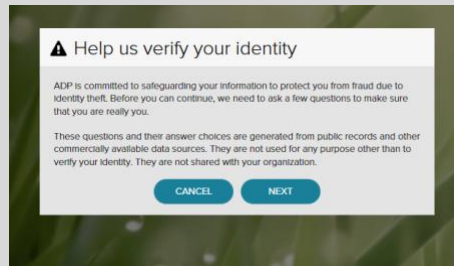 Help us verify your identity
ADP is committed to safeguarding your information to protect you from fraud due to
identity theft. Before you can continue, we need to ask a few questions to make sure
that you are really you.
These questions and their answer choices are generated from public records and other
commercially available data sources. They are not used for any purpose other than to
verify your identity. They are not shared with your organization.
CANCEL NEXT